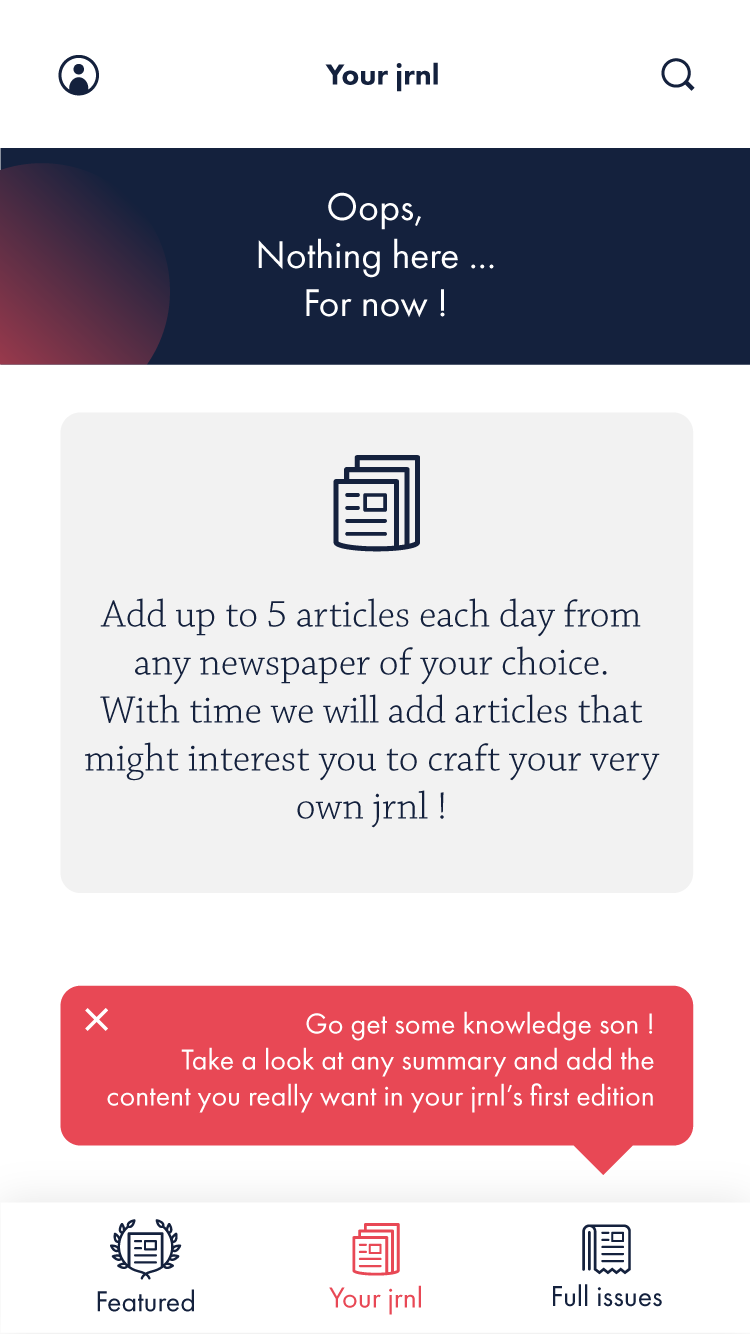 Your jrnl
Oops,
Nothing here ...
For now !
Add up to 5 articles each day from
any newspaper of your choice.
With time we will add articles that
might interest you to craft your very
own jrnl !
Go get some knowledge son !
Take a look at any summary and add the
content you really want in your jrnl’s first edition
Featured
Your jrnl
Full issues